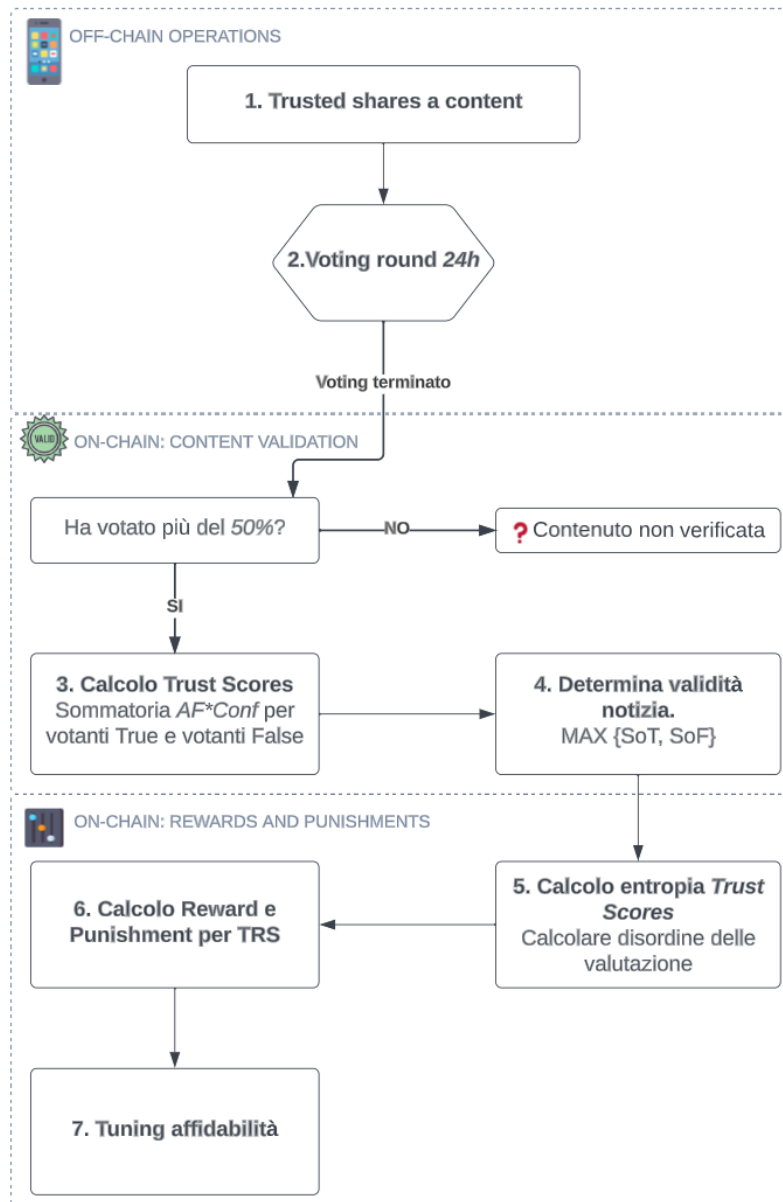 OFF-CHAIN OPERATIONS
1. Trusted shares a content
2.Voting round 24h
Voting terminato
VALID
ON-CHAIN: CONTENT VALIDATION
Ha votato più del 50%?
NO
❓ Contenuto non verificata
SI
3. Calcolo Trust Scores
Sommatoria AF*Conf per
votanti True e votanti False
4. Determina validità
notizia.
MAX {SoT, SoF}
ON-CHAIN: REWARDS AND PUNISHMENTS
5. Calcolo entropia Trust
Scores
Calcolare disordine delle
valutazione
6. Calcolo Reward e
Punishment per TRS
7. Tuning affidabilità